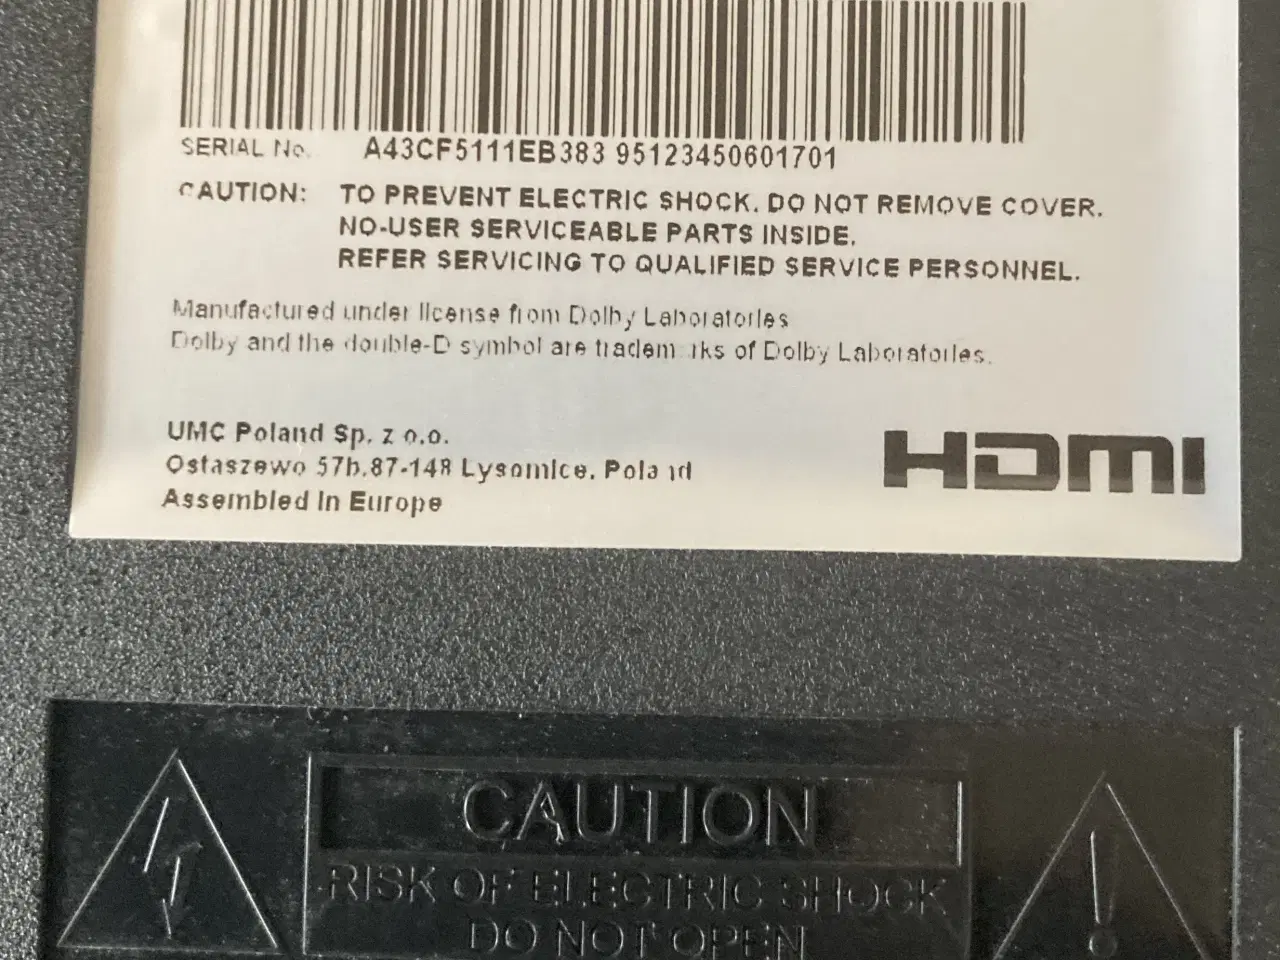 SERIAL No. A43CF5111EB383 95123450601701
CAUTION: TO PREVENT ELECTRIC SHOCK. DO NOT REMOVE COVER.
NO-USER SERVICEABLE PARTS INSIDE.
REFER SERVICING TO QUALIFIED SERVICE PERSONNEL.
Manufactured under license from Dolby Laboratories
Dolby and the double-D symbol are trademarks of Dolby Laboratories.
UMC Poland Sp. z o.o.
Ostaszewo 57b.87-148 Lysomice. Poland
Assembled in Europe
HDMI
CAUTION
RISK OF ELECTRIC SHOCK
DO NOT OPEN